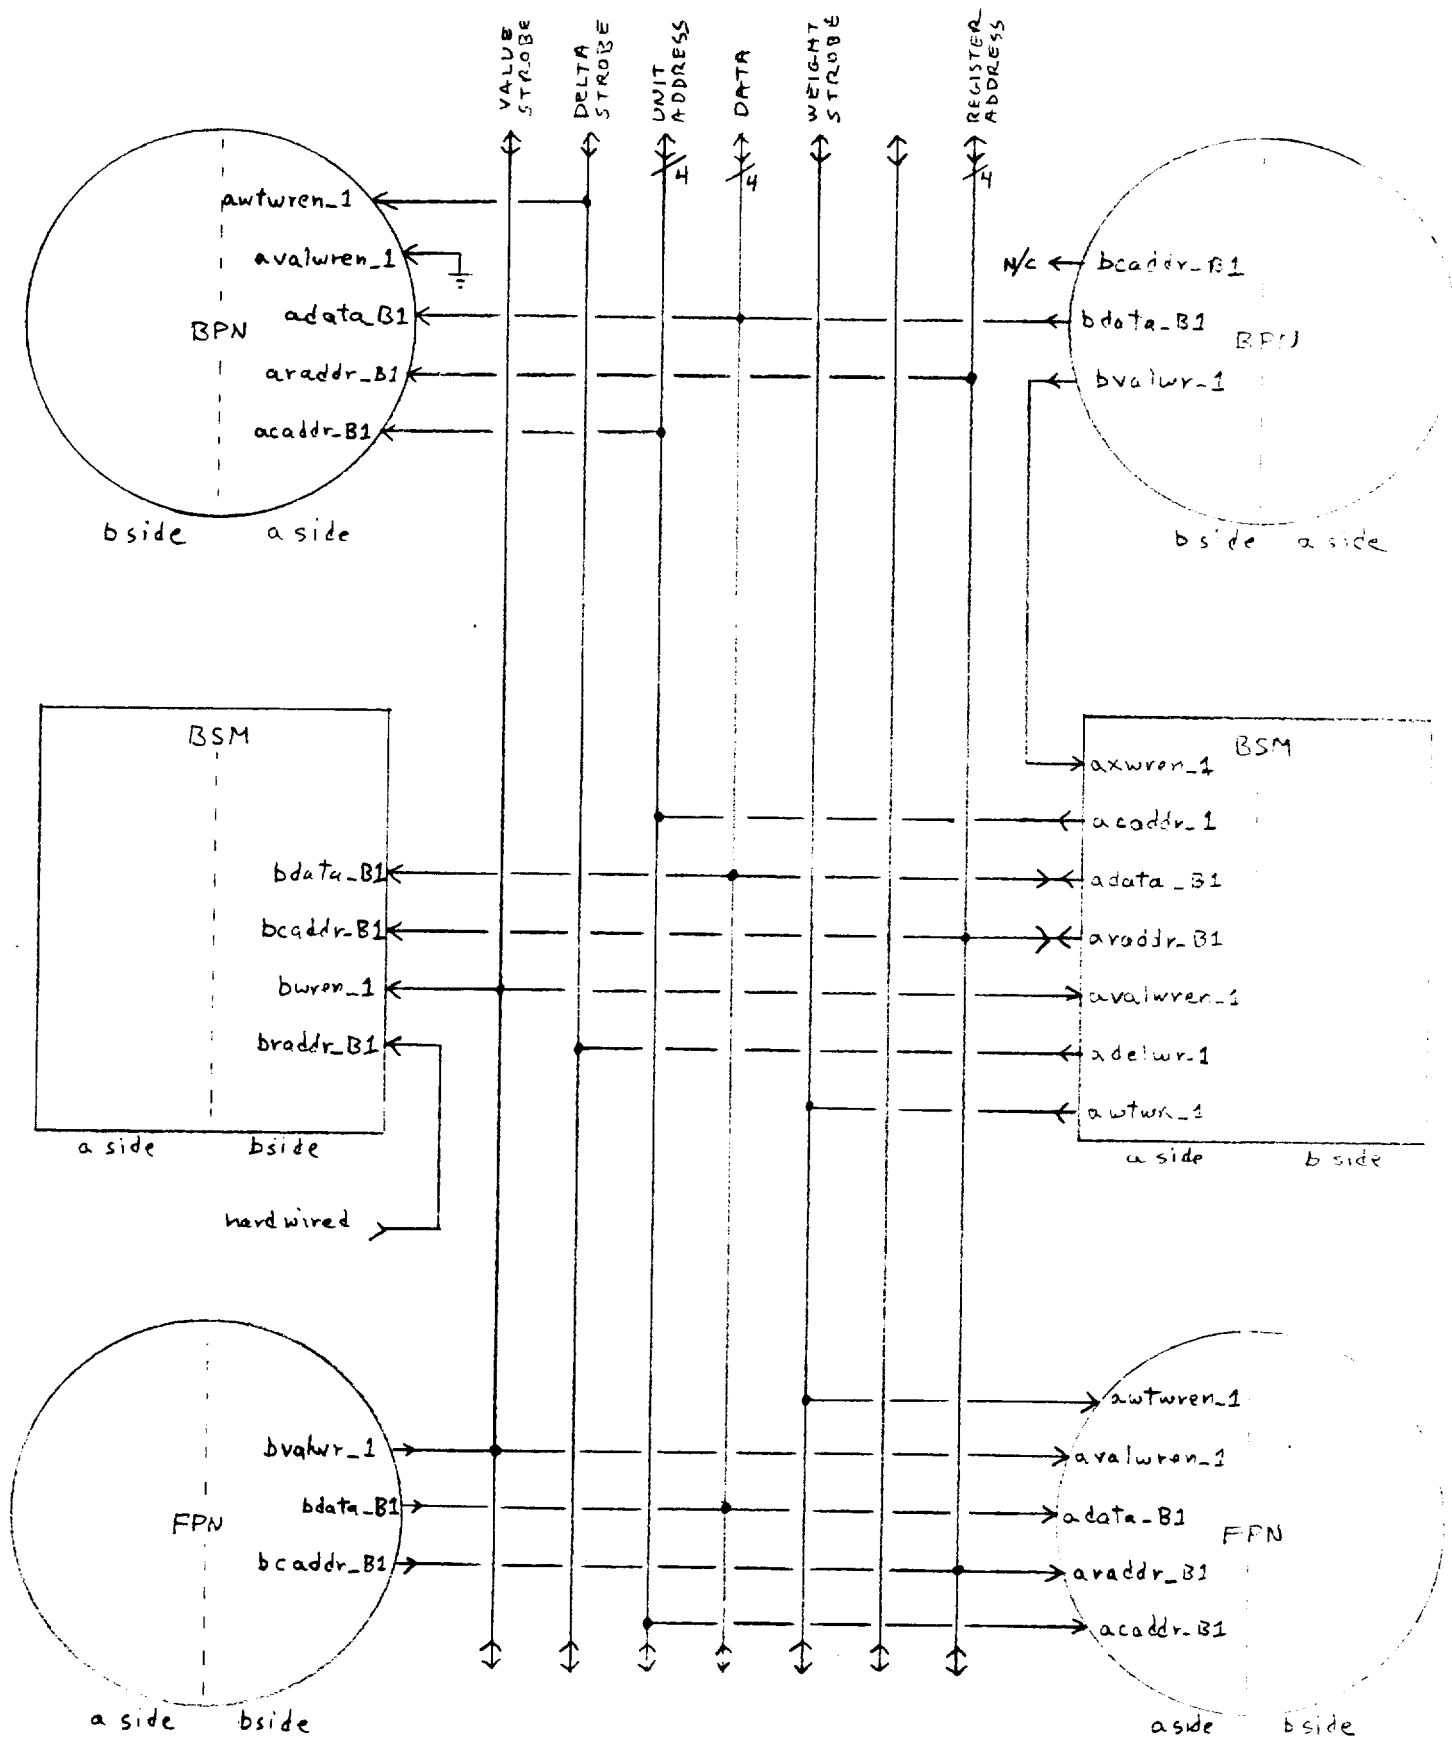 VALUE
STROBE
DELTA
STROBE
UNIT
ADDRESS
DATA
WEIGHT
STROBE
REGISTER
ADDRESS
4
4
4
awtwren_1
avalwren_1
adata_B1
BPN
araddr_B1
acaddr_B1
b side
a side
N/C
bcaddr_B1
bdata_B1
BPN
bvalwr_1
b side
a side
BSM
bdata_B1
bcaddr_B1
bwren_1
braddr_B1
a side
bside
hardwired
BSM
axwren_1
acaddr_1
adata_B1
araddr_B1
avalwren_1
adelwr_1
awtwr_1
a side
b side
bvalwr_1
bdata_B1
FPN
bcaddr_B1
a side
bside
awtwren_1
avalwren_1
adata_B1
FPN
araddr_B1
acaddr_B1
a side
b side